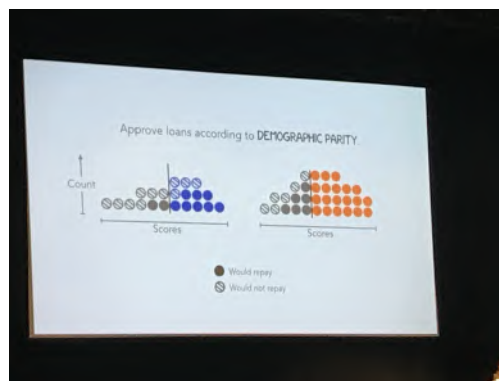 Approve loans according to DEMOGRAPHIC PARITY.
Count
Scores
Scores
Would repay
Would not repay